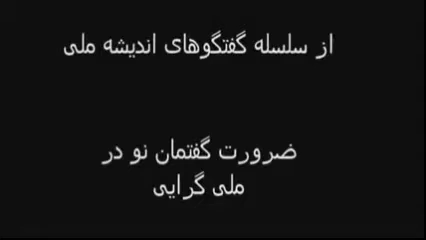 از سلسله گفتگوهای اندیشه ملی
ضرورت گفتمان نو در
ملی گرایی